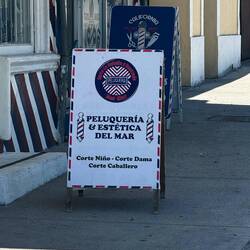 PELUQUERÍA
& ESTÉTICA
DEL MAR
Corte Niño - Corte Dama
Corte Caballero